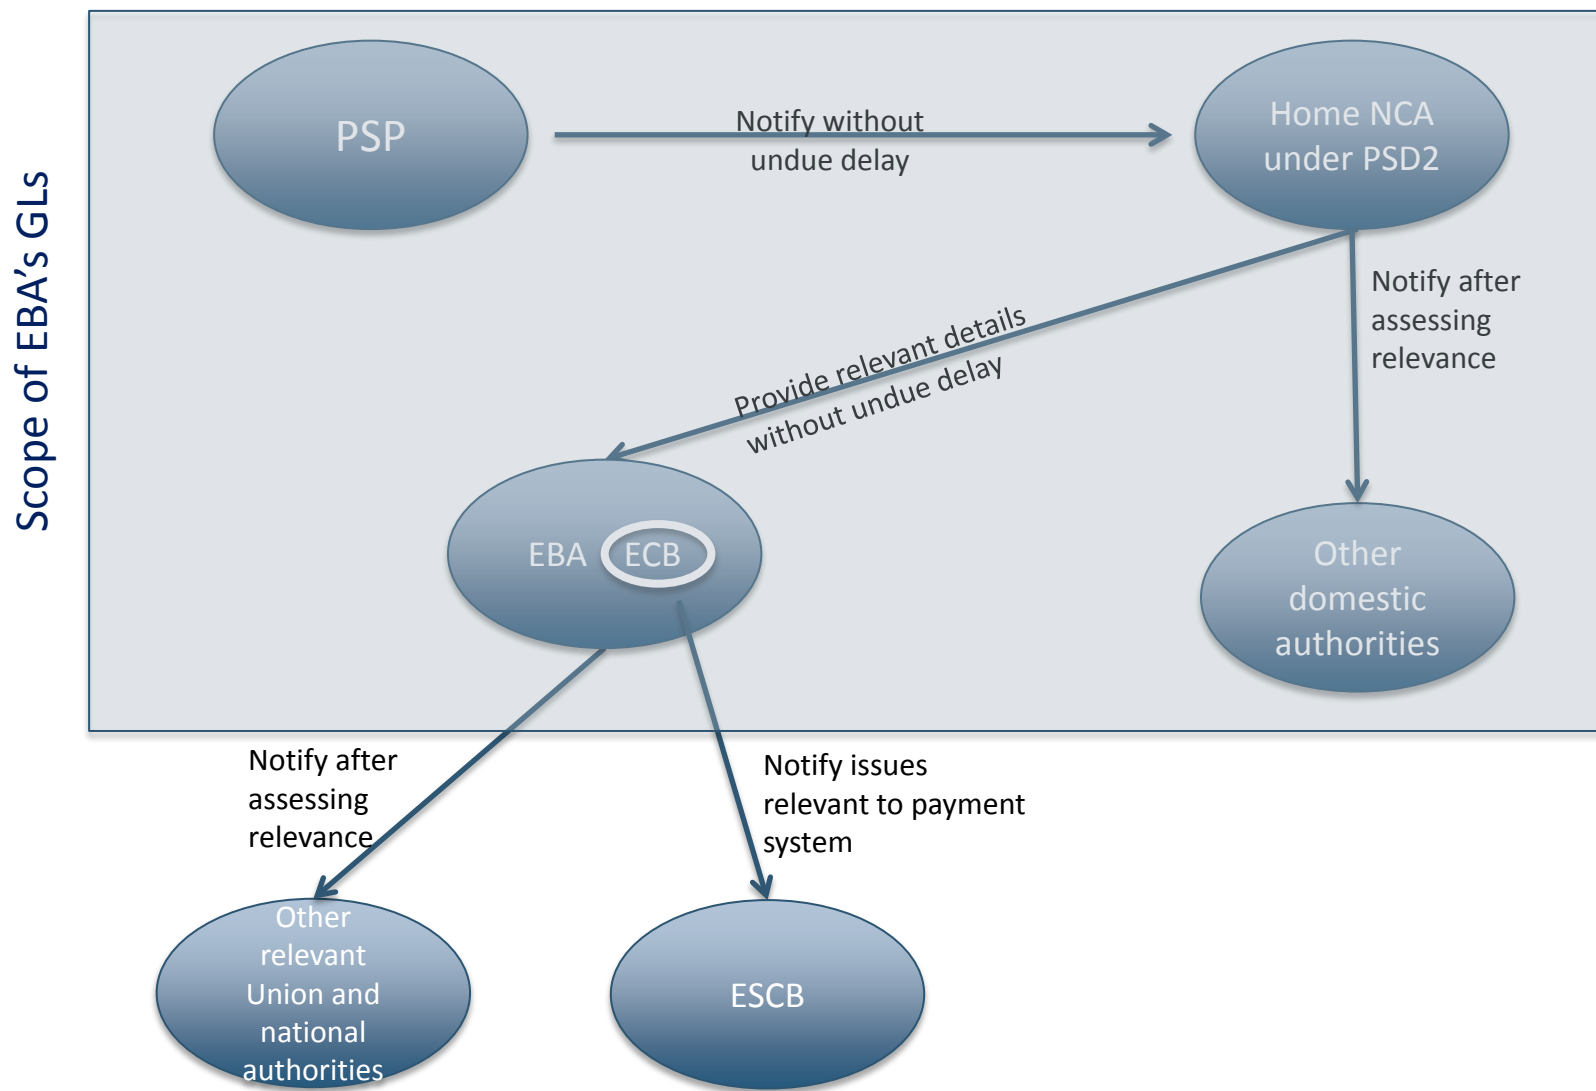 Scope of EBA's GLs
PSP
Notify without
undue delay
Home NCA
under PSD2
Notify after
assessing
relevance
Provide relevant details
without undue delay
EBA
ECB
Other
domestic
authorities
Notify after
assessing
relevance
Notify issues
relevant to payment
system
Other
relevant
Union and
national
authorities
ESCB